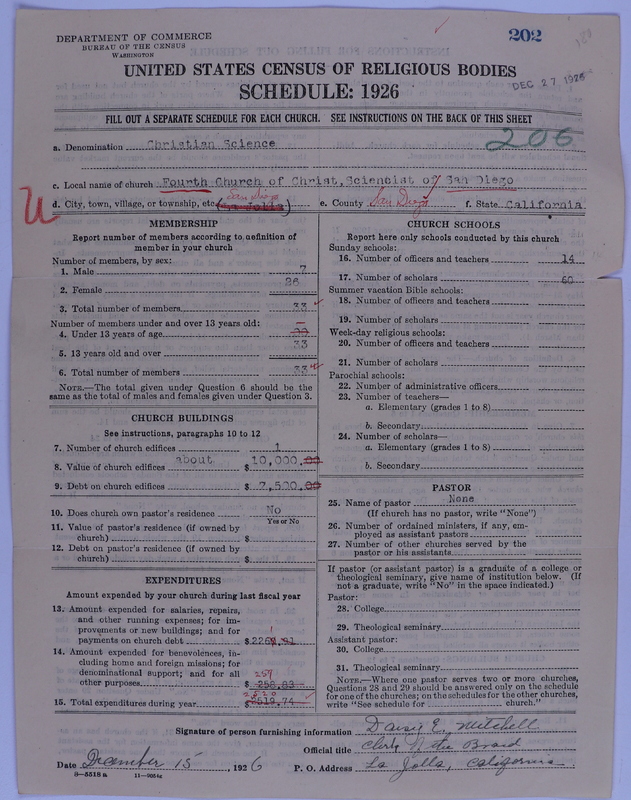 DEPARTMENT OF COMMERCE
BUREAU OF THE CENSUS
WASHINGTON
202
UNITED STATES CENSUS OF RELIGIOUS BODIES
DEC 27 1926
SCHEDULE: 1926
FILL OUT A SEPARATE SCHEDULE FOR EACH CHURCH. SEE INSTRUCTIONS ON THE BACK OF THIS SHEET
206
a. Denomination Christian Science
c. Local name of church Fourth Church of Christ, Scientist of San Diego
d. City, town, village, or township, etc. (La Jolla) San Diego e. County San Diego f. State California
MEMBERSHIP
Report number of members according to definition of
member in your church
Number of members, by sex:
1. Male 7
2. Female 26
3. Total number of members 33
Number of members under and over 13 years old:
4. Under 13 years of age
5. 13 years old and over 33
6. Total number of members 33
NOTE.—The total given under Question 6 should be the
same as the total of males and females given under Question 3.
CHURCH BUILDINGS
See instructions, paragraphs 10 to 12
7. Number of church edifices 1
8. Value of church edifices about $ 10,000.00
9. Debt on church edifices $ 7,500.00
10. Does church own pastor's residence No
Yes or No
11. Value of pastor's residence (if owned by
church) $
12. Debt on pastor's residence (if owned by
church) $
EXPENDITURES
Amount expended by your church during last fiscal year
13. Amount expended for salaries, repairs,
and other running expenses; for im-
provements or new buildings; and for
payments on church debt $
14. Amount expended for benevolences, in-
cluding home and foreign missions; for
denominational support; and for all
other purposes $ 258.83 259
15. Total expenditures during year $ 2519.74
CHURCH SCHOOLS
Report here only schools conducted by this church
Sunday schools:
16. Number of officers and teachers 14
17. Number of scholars 60
Summer vacation Bible schools:
18. Number of officers and teachers
19. Number of scholars
Week-day religious schools:
20. Number of officers and teachers
21. Number of scholars
Parochial schools:
22. Number of administrative officers
23. Number of teachers—
a. Elementary (grades 1 to 8)
b. Secondary
24. Number of scholars—
a. Elementary (grades 1 to 8)
b. Secondary
PASTOR
25. Name of pastor None
(If church has no pastor, write "None")
26. Number of ordained ministers, if any, em-
ployed as assistant pastors
27. Number of other churches served by the
pastor or his assistants
If pastor (or assistant pastor) is a graduate of a college or
theological seminary, give name of institution below. (If
not a graduate, write "No" in the space indicated.)
Pastor:
28. College
29. Theological seminary
Assistant pastor:
30. College
31. Theological seminary
NOTE.—Where one pastor serves two or more churches,
Questions 28 and 29 should be answered only on the schedule
for one of the churches; on the schedules for the other churches,
write "See schedule for church."
Signature of person furnishing information Daisy E. Mitchell
Official title Clerk of the Board
Date December 15, 1926 P. O. Address La Jolla, California
8—5518 a 11—9054c